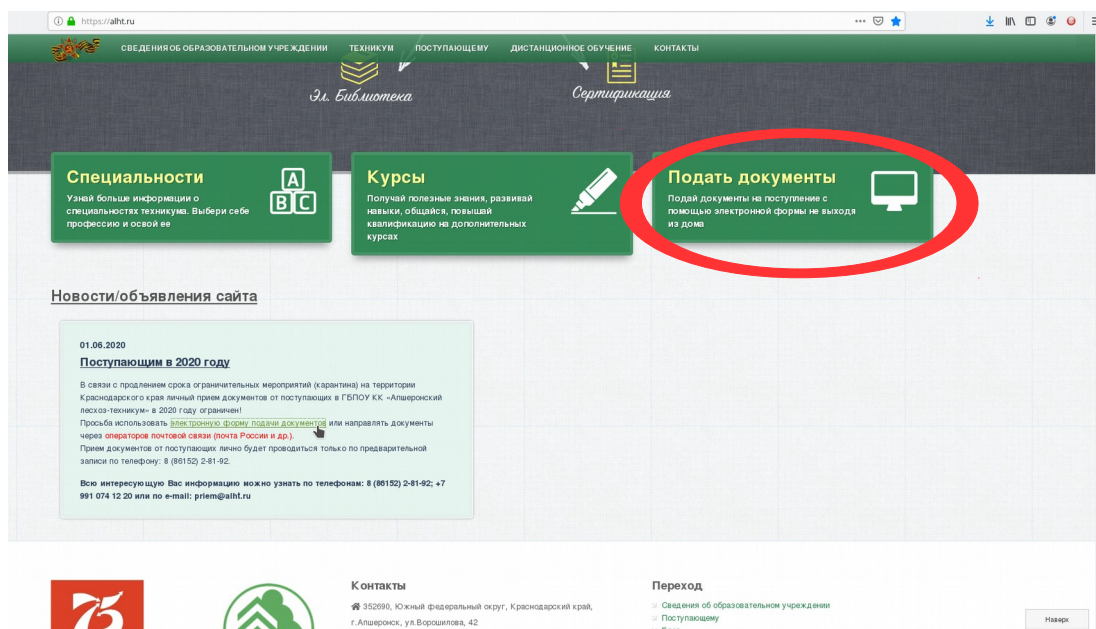 https://alht.ru
СВЕДЕНИЯ ОБ ОБРАЗОВАТЕЛЬНОМ УЧРЕЖДЕНИИ ТЕХНИКУМ ПОСТУПАЮЩЕМУ ДИСТАНЦИОННОЕ ОБУЧЕНИЕ КОНТАКТЫ
Эл. Библиотека Сертификация
Специальности
Узнай больше информации о
специальностях техникума. Выбери себе
профессию и освой ее
A
B C
Курсы
Получай полезные знания, развивай
навыки, общайся, повышай
квалификацию на дополнительных
курсах
Подать документы
Подай документы на поступление с
помощью электронной формы не выходя
из дома
Новости/объявления сайта
01.06.2020
Поступающим в 2020 году
В связи с продлением срока ограничительных мероприятий (карантина) на территории
Краснодарского края личный прием документов от поступающих в ГБПОУ КК «Апшеронский
лесхоз-техникум» в 2020 году ограничен!
Просьба использовать электронную форму подачи документов или направлять документы
через операторов почтовой связи (почта России и др.).
Прием документов от поступающих лично будет проводиться только по предварительной
записи по телефону: 8 (86152) 2-81-92.
Всю интересующую Вас информацию можно узнать по телефонам: 8 (86152) 2-81-92; +7
991 074 12 20 или по e-mail: priem@alht.ru
75
Контакты
352690, Южный федеральный округ, Краснодарский край,
г.Апшеронск, ул.Ворошилова, 42
Переход
Сведения об образовательном учреждении
Поступающему
Наверх